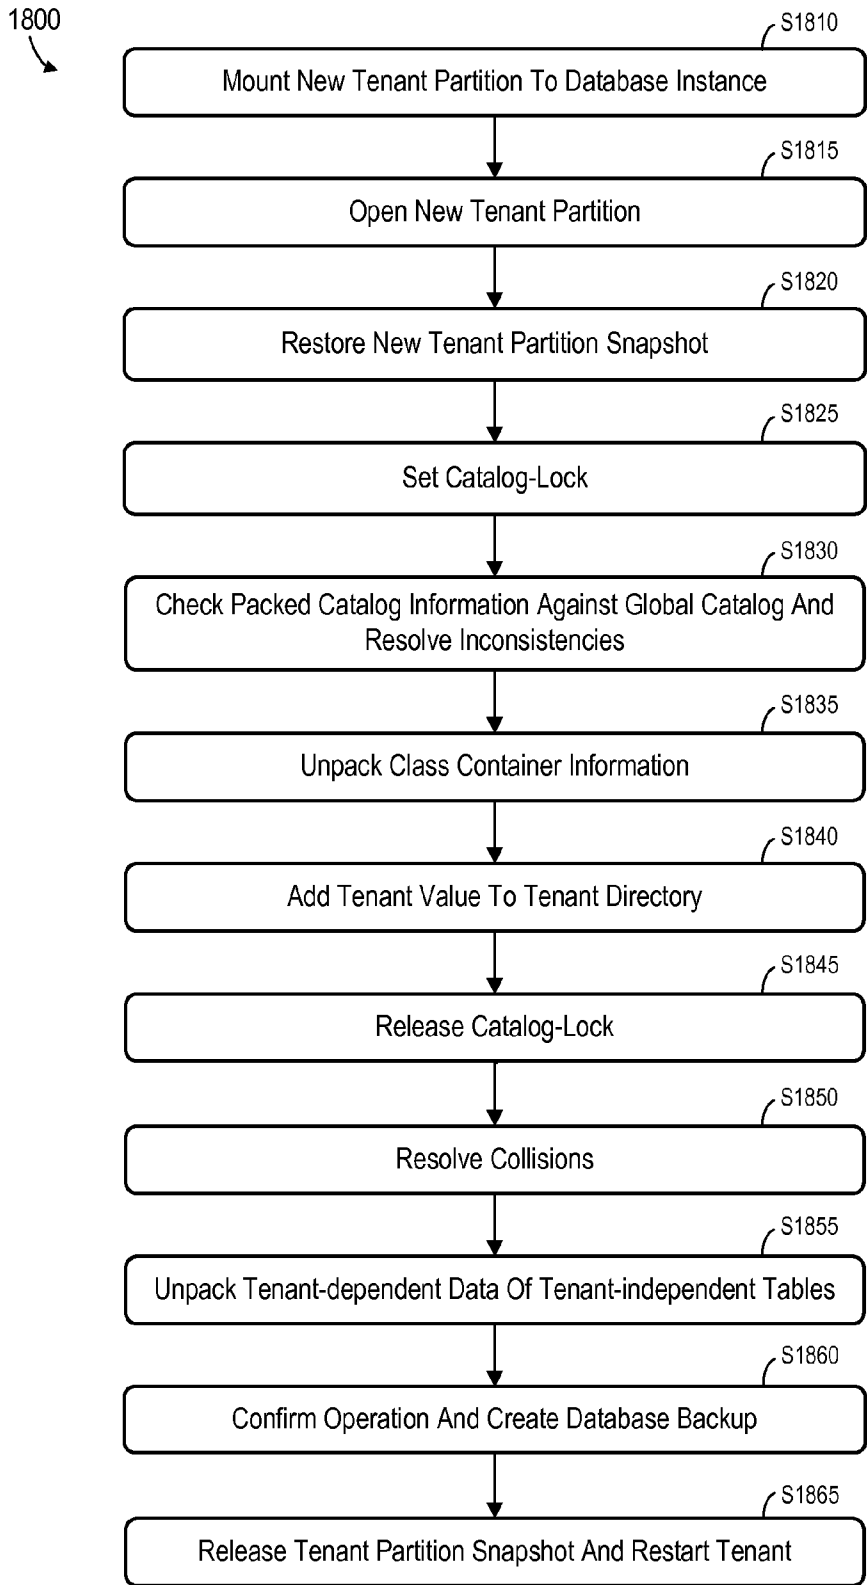 1800
S1810
Mount New Tenant Partition To Database Instance
S1815
Open New Tenant Partition
S1820
Restore New Tenant Partition Snapshot
S1825
Set Catalog-Lock
S1830
Check Packed Catalog Information Against Global Catalog And
Resolve Inconsistencies
S1835
Unpack Class Container Information
S1840
Add Tenant Value To Tenant Directory
S1845
Release Catalog-Lock
S1850
Resolve Collisions
S1855
Unpack Tenant-dependent Data Of Tenant-independent Tables
S1860
Confirm Operation And Create Database Backup
S1865
Release Tenant Partition Snapshot And Restart Tenant